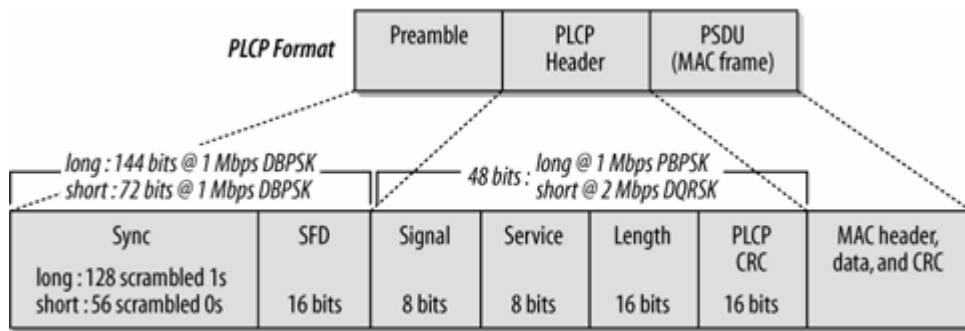 PLCP Format
Preamble
PLCP
Header
PSDU
(MAC frame)
long : 144 bits @ 1 Mbps DBPSK
short : 72 bits @ 1 Mbps DBPSK
48 bits :
long @ 1 Mbps PBPSK
short @ 2 Mbps DQRSK
Sync
long : 128 scrambled 1s
short : 56 scrambled 0s
SFD
16 bits
Signal
8 bits
Service
8 bits
Length
16 bits
PLCP
CRC
16 bits
MAC header,
data, and CRC